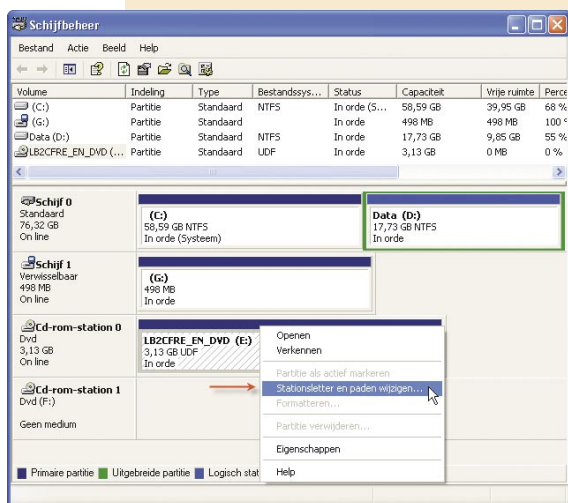 Schijfbeheer
Bestand Actie Beeld Help
Volume Indeling Type Bestandssys... Status Capaciteit Vrije ruimte Perce
(C:) Partitie Standaard NTFS In orde (S... 58,59 GB 39,95 GB 68 %
(G:) Partitie Standaard In orde 498 MB 498 MB 100 %
Data (D:) Partitie Standaard NTFS In orde 17,73 GB 9,85 GB 55 %
LB2CFRE_EN_DVD (... Partitie Standaard UDF In orde 3,13 GB 0 MB 0 %
Schijf 0
Standaard
76,32 GB
On line
(C:)
58,59 GB NTFS
In orde (Systeem)
Data (D:)
17,73 GB NTFS
In orde
Schijf 1
Verwisselbaar
498 MB
On line
(G:)
498 MB
In orde
Cd-rom-station 0
Dvd
3,13 GB
On line
LB2CFRE_EN_DVD (E:)
3,13 GB UDF
In orde
Openen
Verkennen
Partitie als actief markeren
Stationsletter en paden wijzigen...
Formatteren...
Partitie verwijderen...
Eigenschappen
Help
Cd-rom-station 1
Dvd (F:)
Geen medium
Primaire partitie Uitgebreide partitie Logisch stat